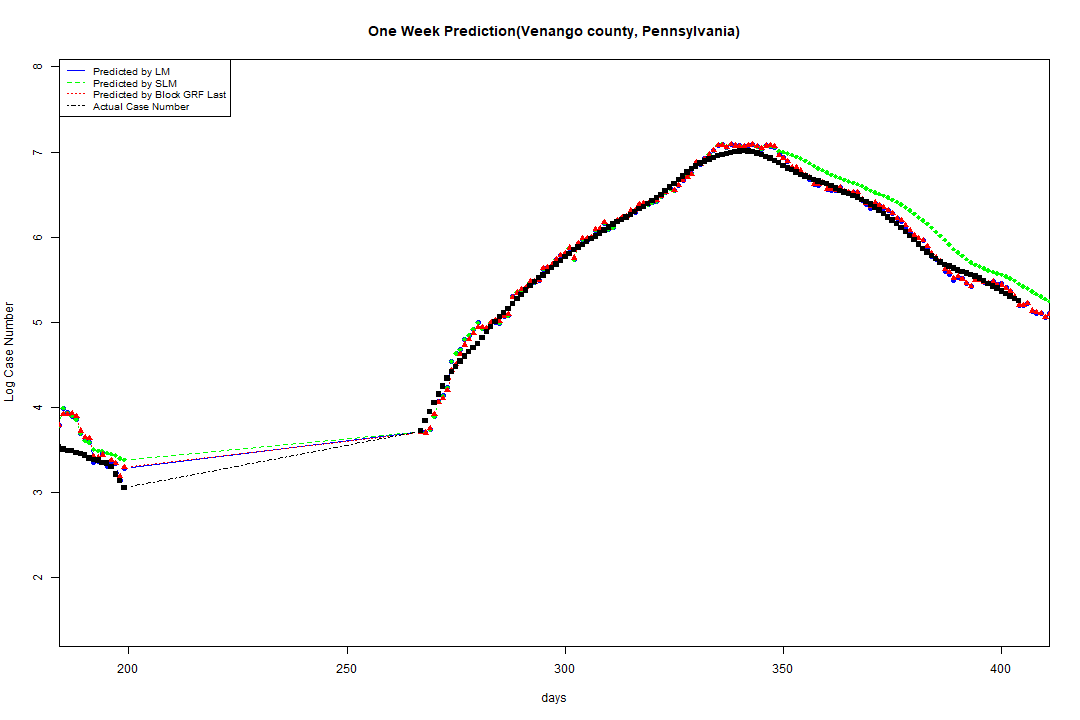 One Week Prediction(Venango county, Pennsylvania)
Predicted by LM
Predicted by SLM
Predicted by Block GRF Last
Actual Case Number
8
7
6
5
4
3
2
Log Case Number
200 250 300 350 400
days